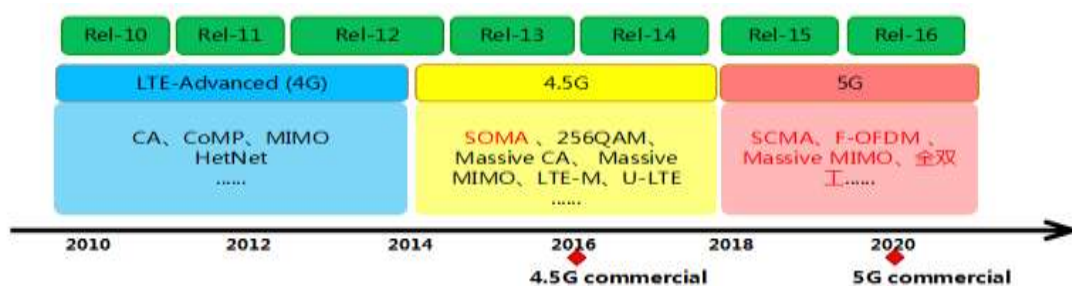 Rel-10 Rel-11 Rel-12 Rel-13 Rel-14 Rel-15 Rel-16
LTE-Advanced (4G) 4.5G 5G
CA、CoMP、MIMO
HetNet
......
SOMA 、256QAM、
Massive CA、 Massive
MIMO、LTE-M、U-LTE
......
SCMA、F-OFDM 、
Massive MIMO、全双
工......
2010 2012 2014 2016 2018 2020
4.5G commercial 5G commercial